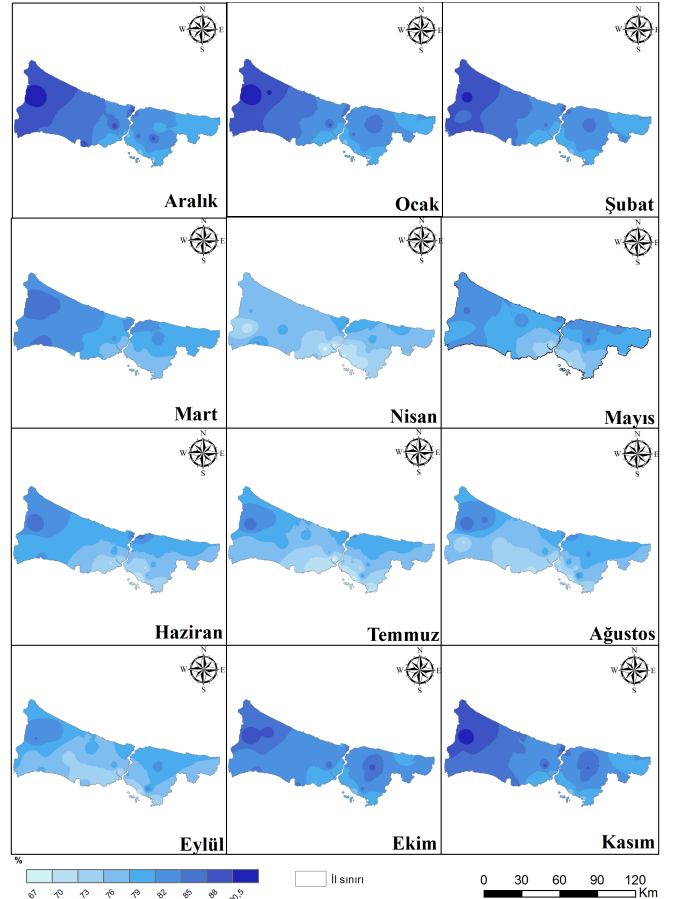 N
W E
S
N
W E
S
N
W E
S
Aralık
Ocak
Şubat
N
W E
S
N
W E
S
N
W E
S
Mart
Nisan
Mayıs
N
W E
S
N
W E
S
N
W E
S
Haziran
Temmuz
Ağustos
N
W E
S
N
W E
S
N
W E
S
Eylül
Ekim
Kasım
%
67 70 73 76 79 82 85 88
İl sınırı
0 30 60 90 120
Km